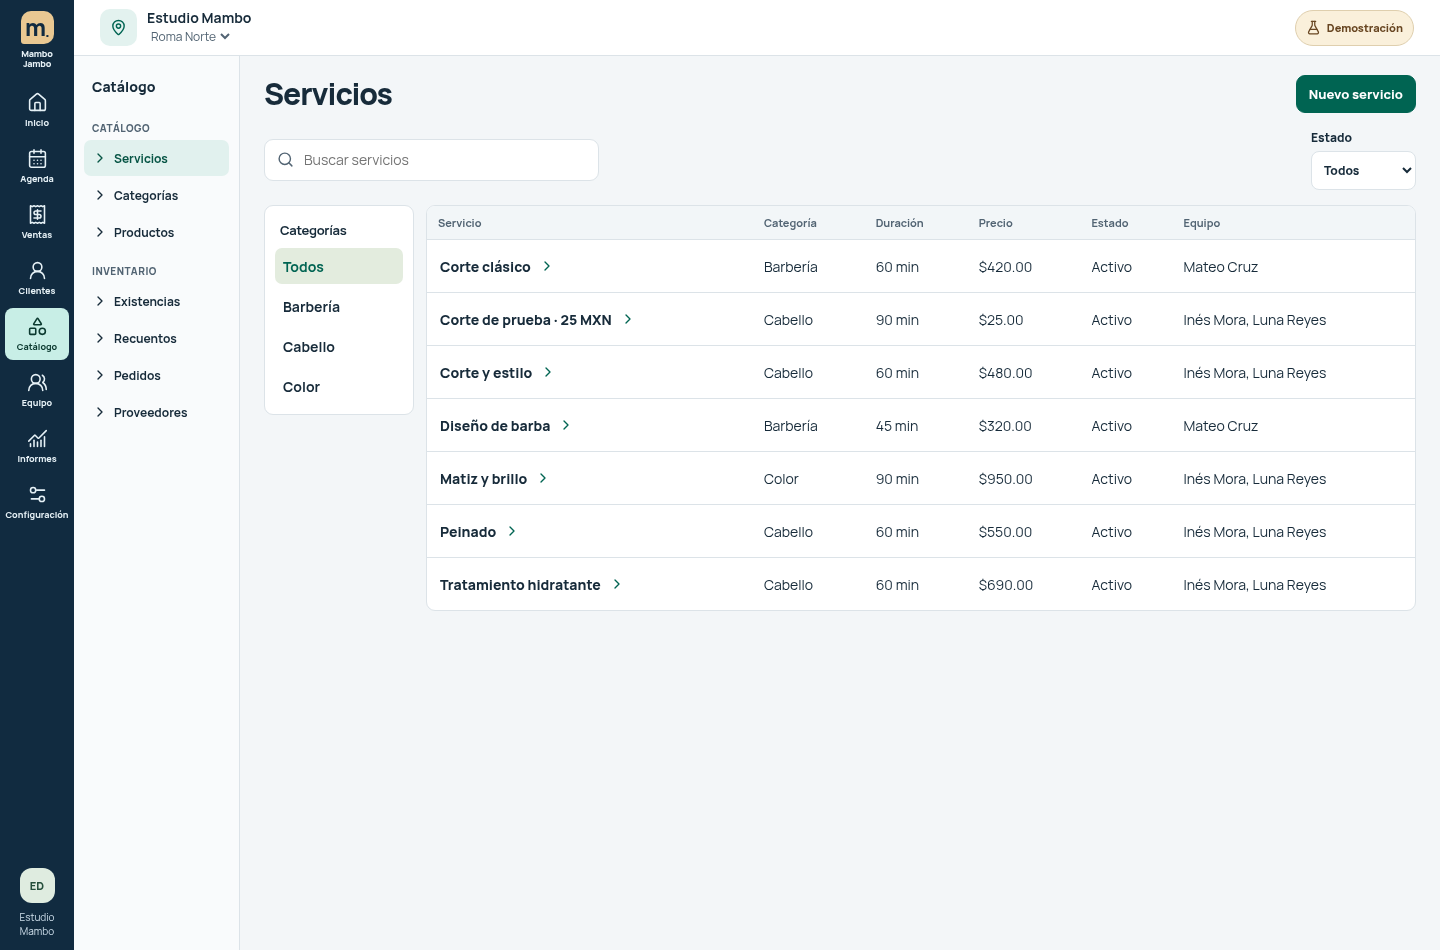 m.
Mambo
Jambo
Inicio
Agenda
Ventas
Clientes
Catálogo
Equipo
Informes
Configuración
ED
Estudio
Mambo
Estudio Mambo
Roma Norte
Demostración
Catálogo
CATÁLOGO
Servicios
Categorías
Productos
INVENTARIO
Existencias
Recuentos
Pedidos
Proveedores
Servicios
Nuevo servicio
Buscar servicios
Estado
Todos
Categorías
Todos
Barbería
Cabello
Color
Servicio Categoría Duración Precio Estado Equipo
Corte clásico Barbería 60 min $420.00 Activo Mateo Cruz
Corte de prueba · 25 MXN Cabello 90 min $25.00 Activo Inés Mora, Luna Reyes
Corte y estilo Cabello 60 min $480.00 Activo Inés Mora, Luna Reyes
Diseño de barba Barbería 45 min $320.00 Activo Mateo Cruz
Matiz y brillo Color 90 min $950.00 Activo Inés Mora, Luna Reyes
Peinado Cabello 60 min $550.00 Activo Inés Mora, Luna Reyes
Tratamiento hidratante Cabello 60 min $690.00 Activo Inés Mora, Luna Reyes